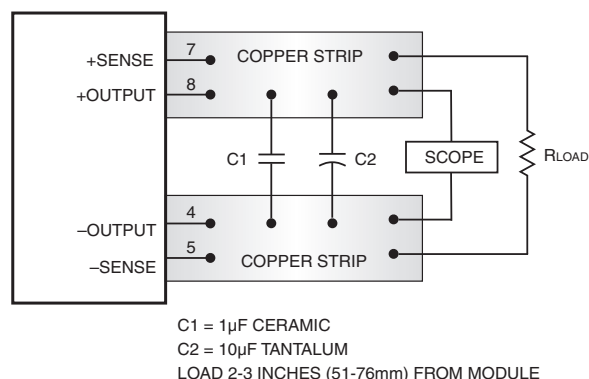 +SENSE 7 COPPER STRIP
+OUTPUT 8
C1 C2 SCOPE RLOAD
–OUTPUT 4
–SENSE 5 COPPER STRIP
C1 = 1µF CERAMIC
C2 = 10µF TANTALUM
LOAD 2-3 INCHES (51-76mm) FROM MODULE